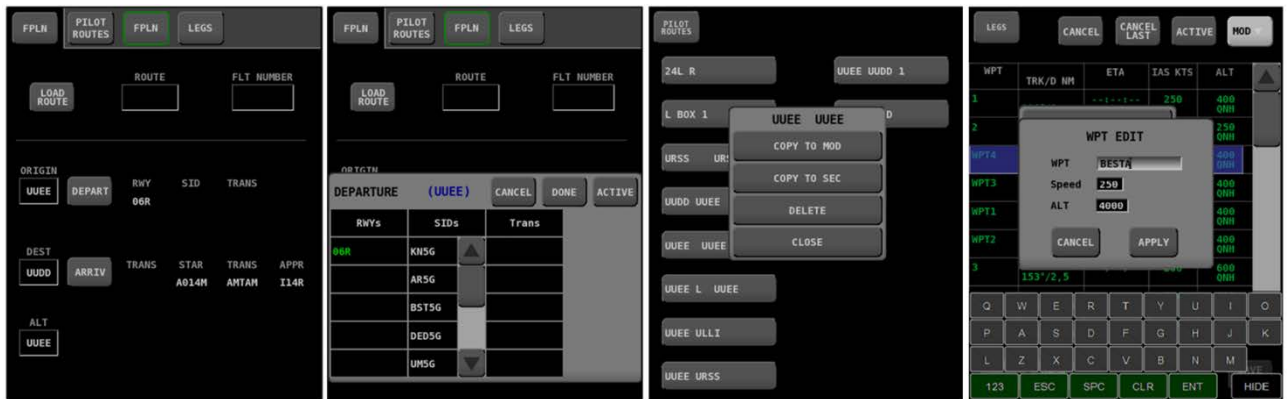 FPLN PILOT ROUTES FPLN LEGS
ROUTE FLT NUMBER
LOAD ROUTE
ORIGIN
RWY SID TRANS
UUEE DEPART
06R
DEST
TRANS STAR TRANS APPR
UUDD ARRIV
A014M AMTAM I14R
ALT
UUEE
FPLN PILOT ROUTES FPLN LEGS
ROUTE FLT NUMBER
LOAD ROUTE
ORIGIN
DEPARTURE (UUEE) CANCEL DONE ACTIVE
RWYs SIDs Trans
06R KN5G
AR5G
BST5G
DED5G
UM5G
PILOT ROUTES
24L R UUEE UUDD 1
L BOX 1 D
UUEE UUEE
COPY TO MOD
COPY TO SEC
DELETE
CLOSE
URSS UR
UUDD UUEE
UUEE UUEE
UUEE L UUEE
UUEE ULLI
UUEE URSS
LEGS CANCEL CANCEL LAST ACTIVE MOD
WPT TRK/D NM ETA IAS KTS ALT
1 --:--:-- 250 400 QNH
2 250 QNH
WPT4 400 QNH
WPT3 400 QNH
WPT1 400 QNH
WPT2 400 QNH
3 153°/2,5 600 QNH
WPT EDIT
WPT BESTA
Speed 250
ALT 4000
CANCEL APPLY
Q W E R T Y U I O
P A S D F G H J K
L Z X C V B N M
123 ESC SPC CLR ENT HIDE